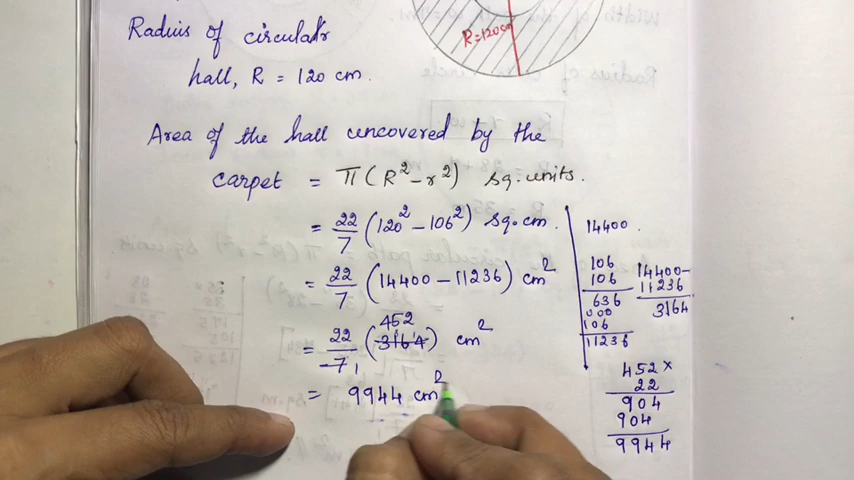 Radius of circular
hall, R = 120 cm.
R=120cm
Area of the hall uncovered by the
carpet = π(R²-r²) sq.units.
= 22/7 (120² - 106²) sq.cm.
= 22/7 (14400 - 11236) cm²
452
= 22/7 (3164) cm²
1
= 9944 cm²
14400
106
106
636
000
106
11236
14400-
11236
3164
452 ×
22
904
904
9944